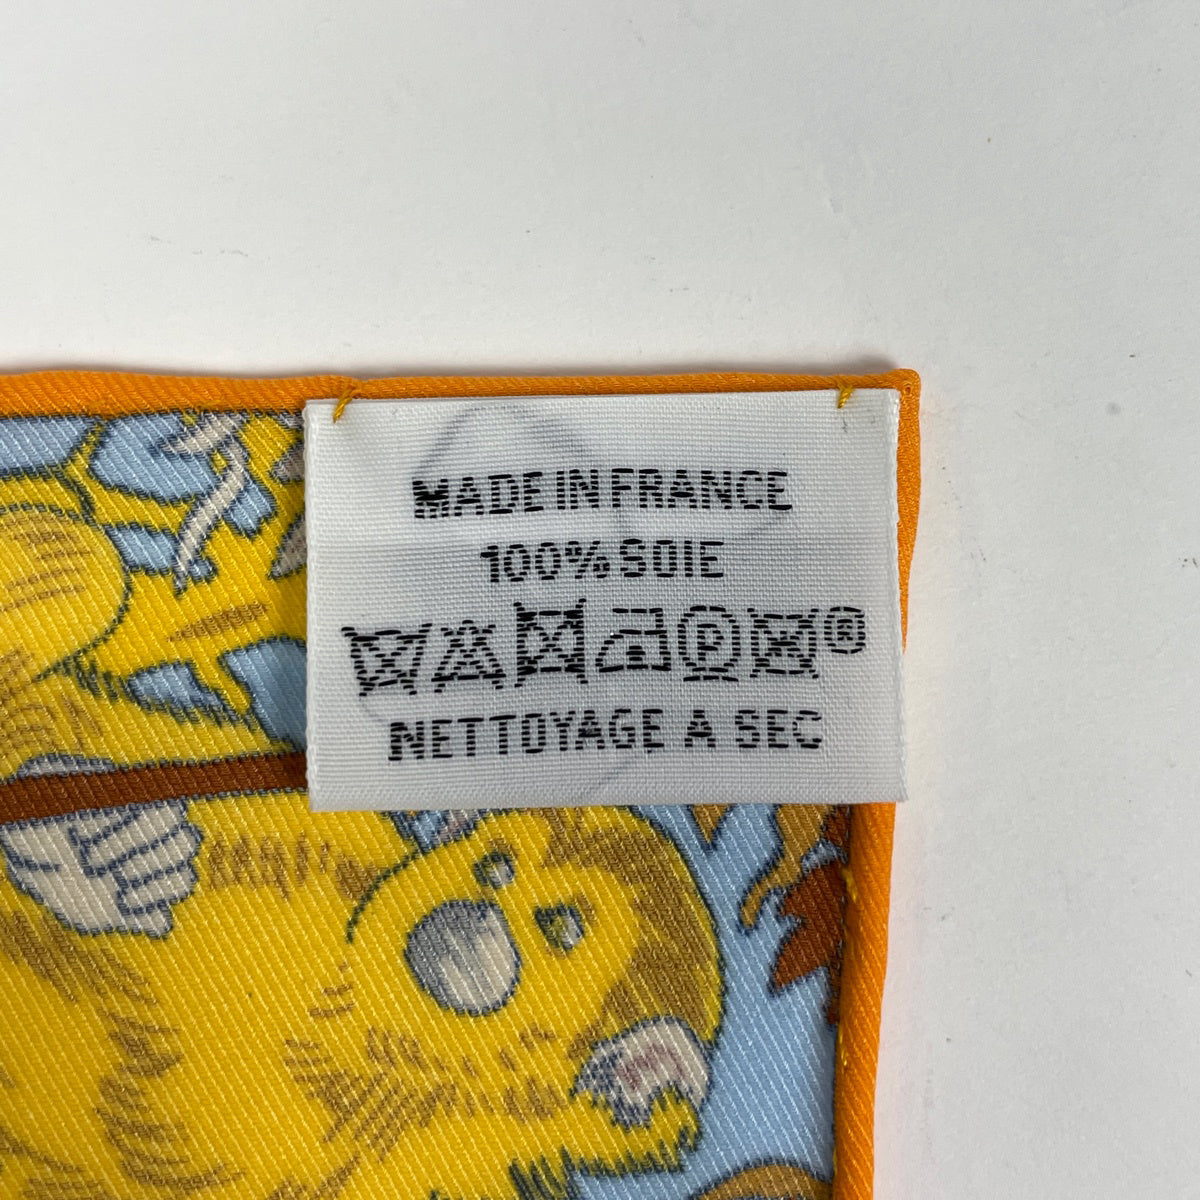 MADE IN FRANCE
100% SOIE
P ®
NETTOYAGE A SEC